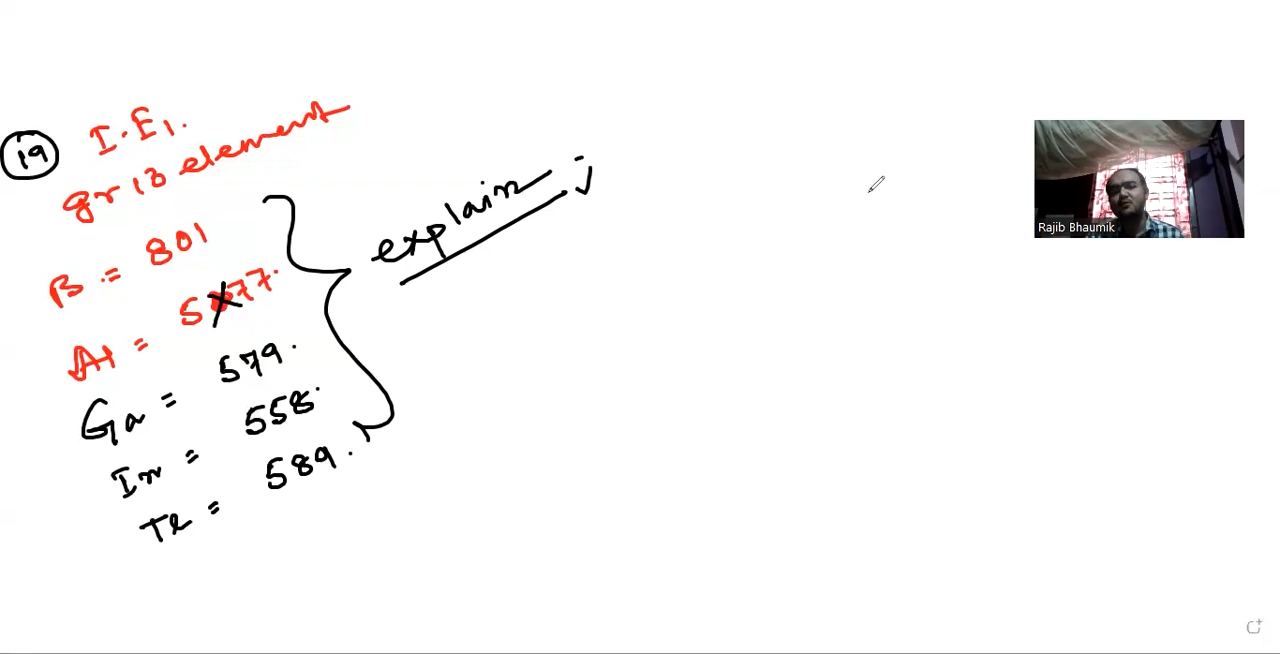 19 I.E1.
gr 13 element
B = 801
Al = 577.
Ga = 579.
In = 558.
Tl = 589.
explain j
Rajib Bhaumik